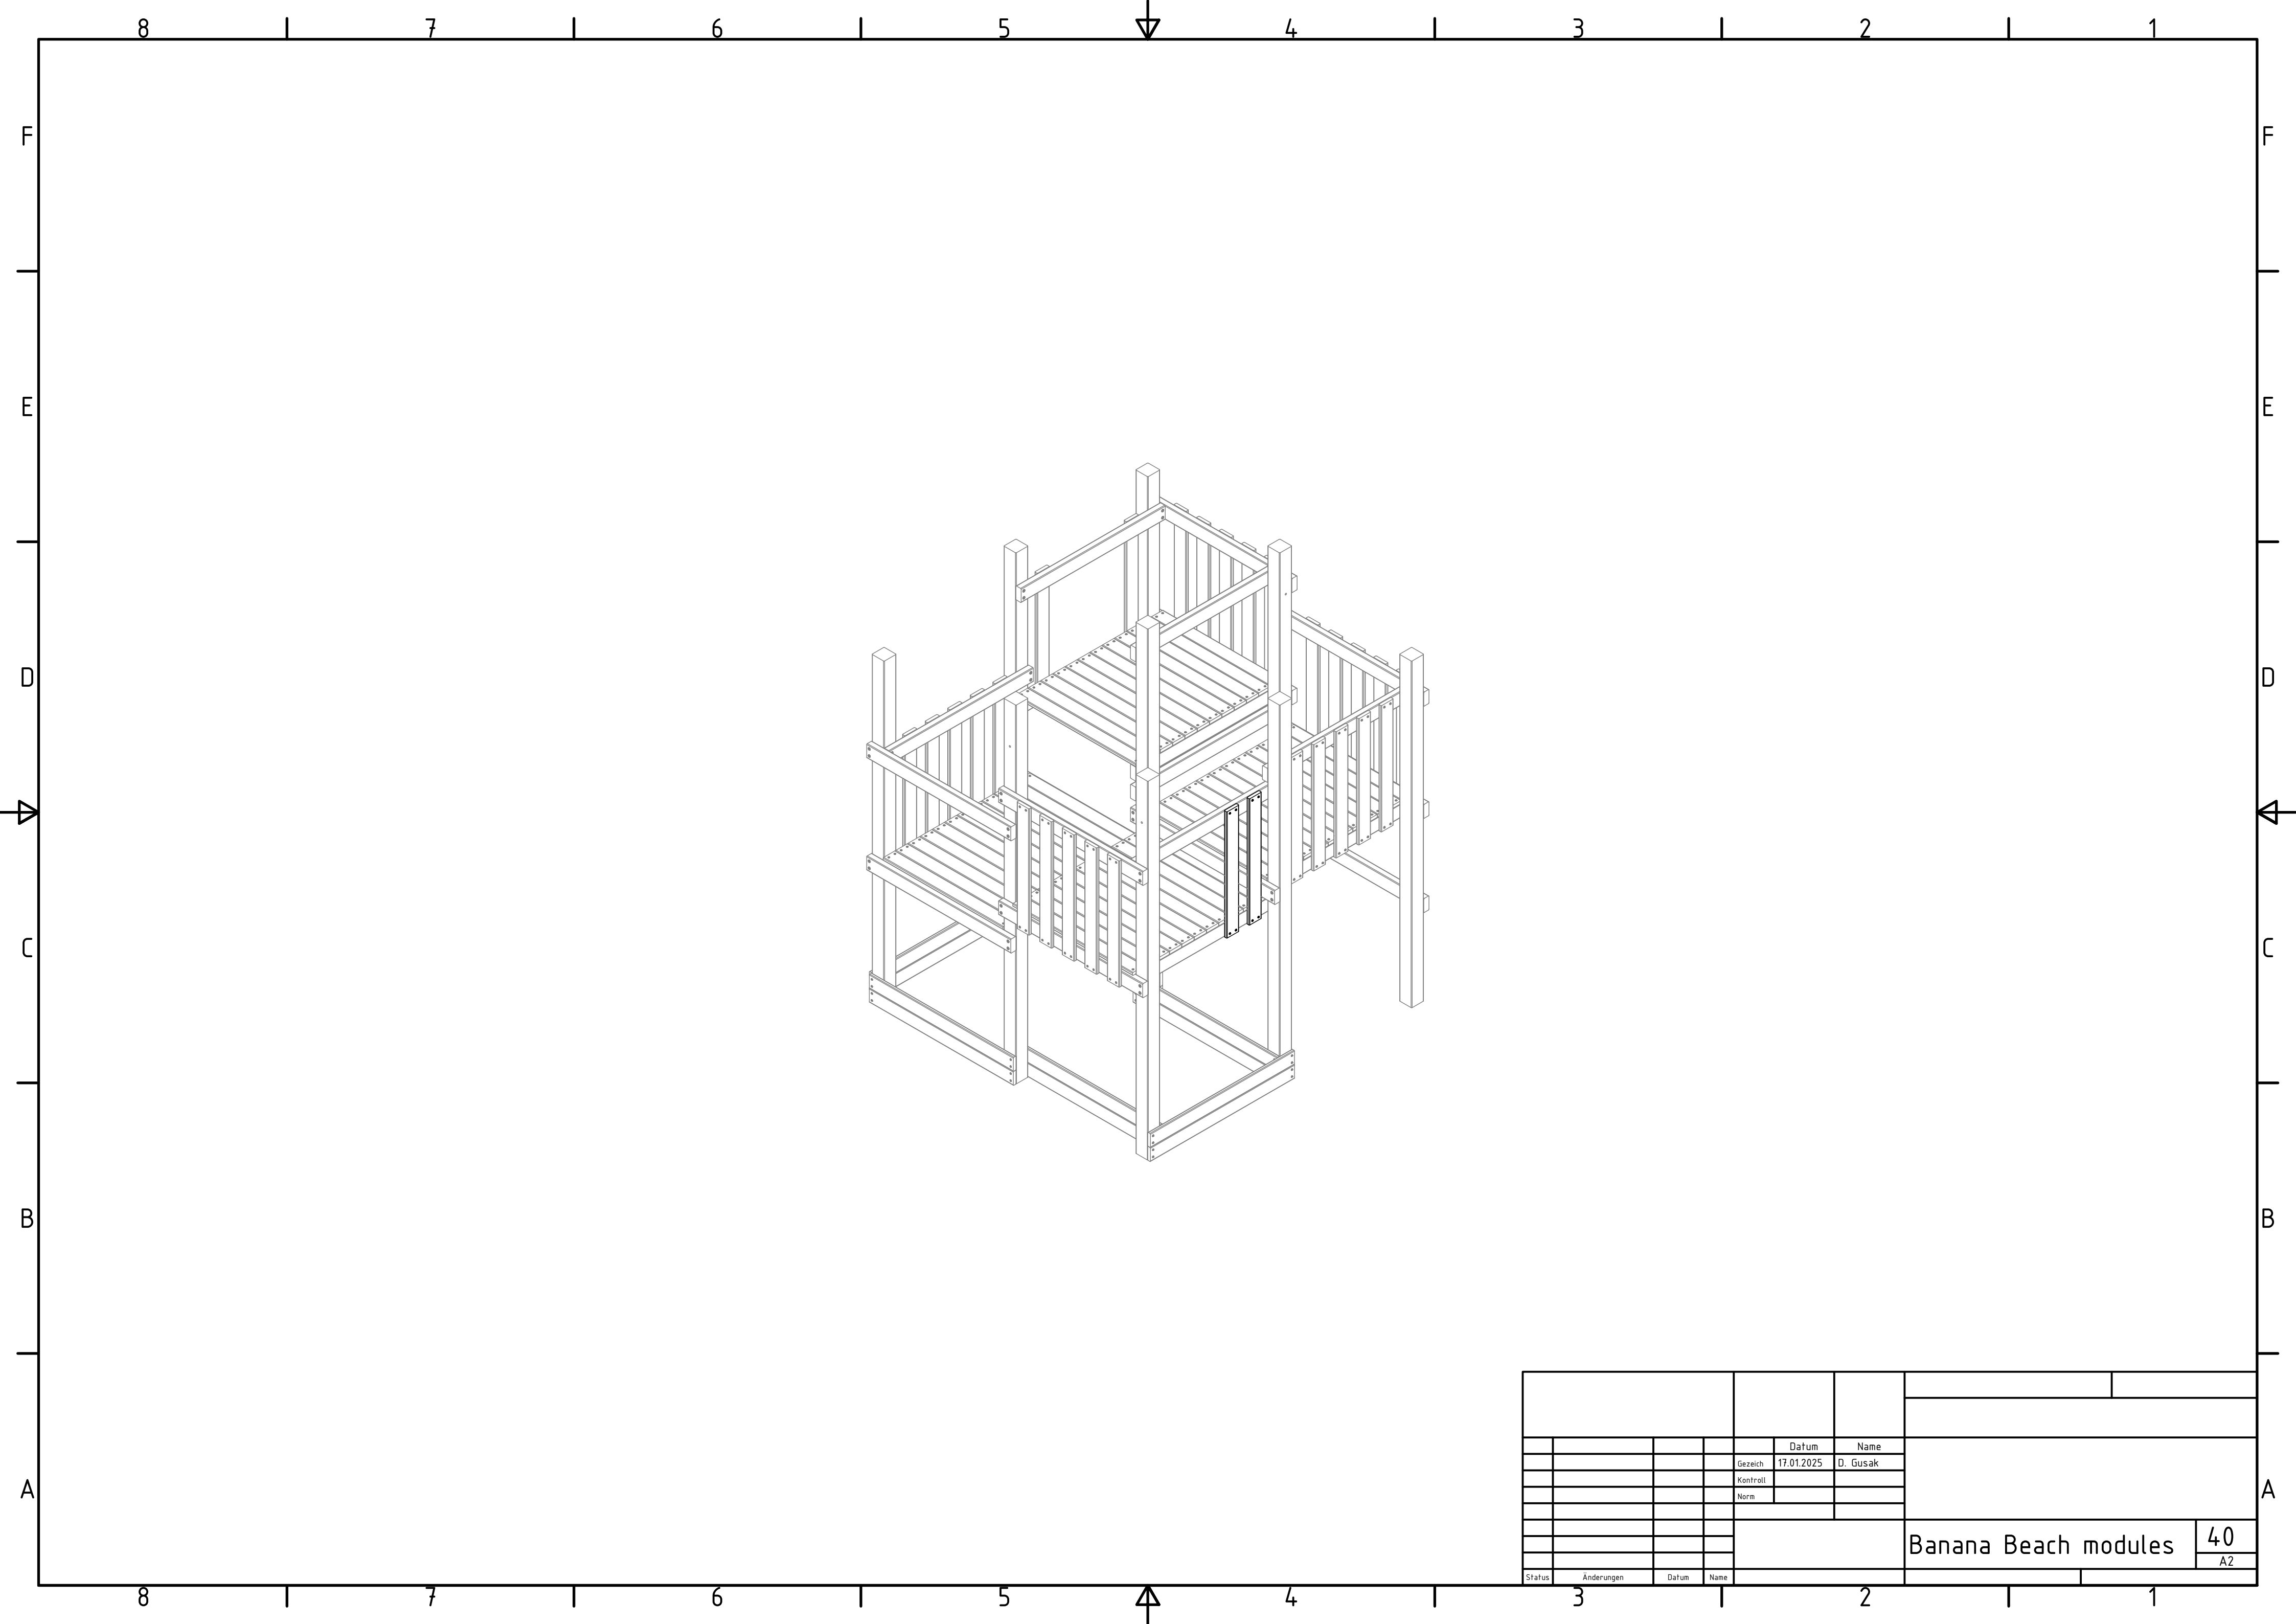 8 7 6 5 4 3 2 1
F F
E E
D D
C C
B B
A A
Datum Name
Gezeich 17.01.2025 D. Gusak
Kontroll
Norm
Banana Beach modules 40
A2
Status Änderungen Datum Name
8 7 6 5 4 3 2 1